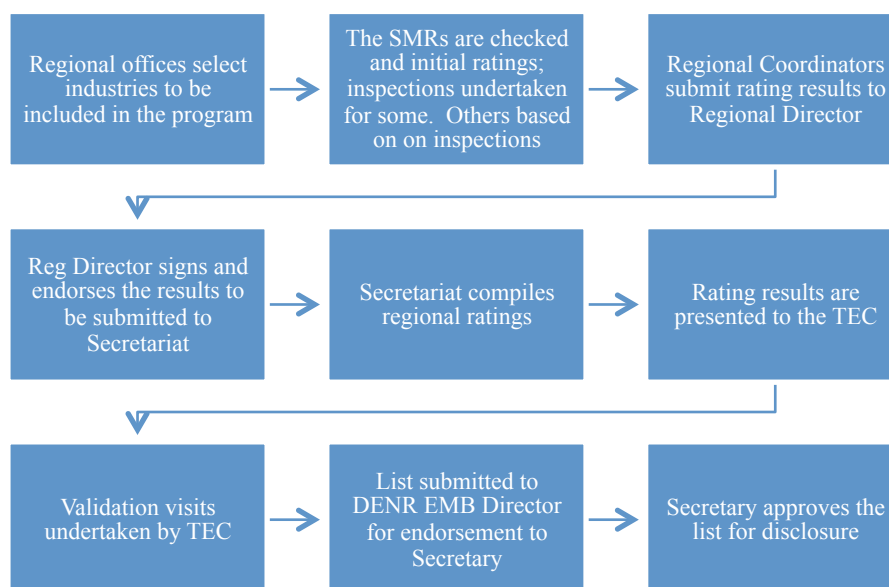 Regional offices select
industries to be
included in the program
The SMRs are checked
and initial ratings;
inspections undertaken
for some.  Others based
on on inspections
Regional Coordinators
submit rating results to
Regional Director
Reg Director signs and
endorses the results to
be submitted to
Secretariat
Secretariat compiles
regional ratings
Rating results are
presented to the TEC
Validation visits
undertaken by TEC
List submitted to
DENR EMB Director
for endorsement to
Secretary
Secretary approves the
list for disclosure